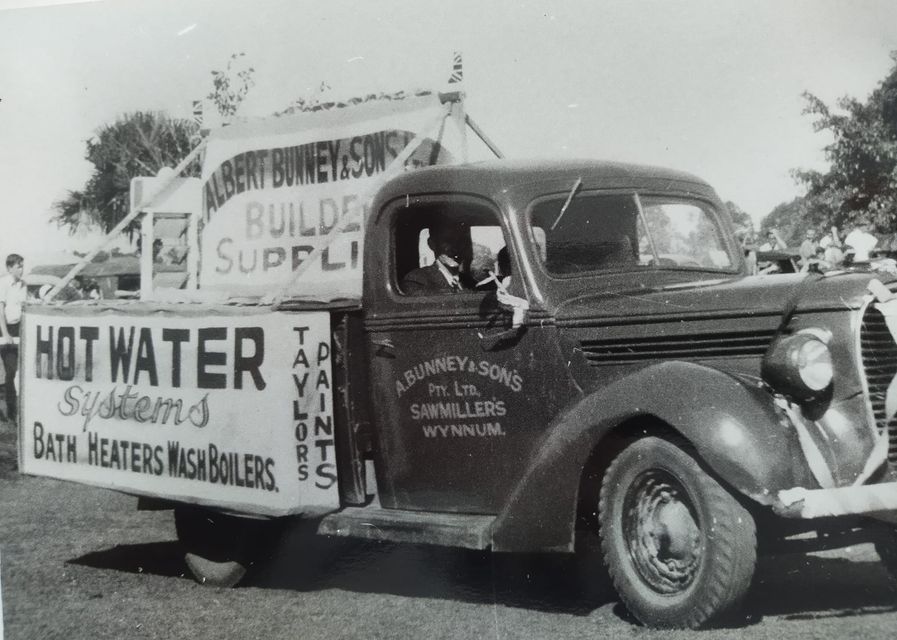 ALBERT BUNNEY & SONS
BUILDE
SUPPLI
HOT WATER
Systems
BATH HEATERS WASH BOILERS.
TAYLORS
PAINTS
A. BUNNEY & SONS
PTY. LTD.
SAWMILLER'S
WYNNUM.